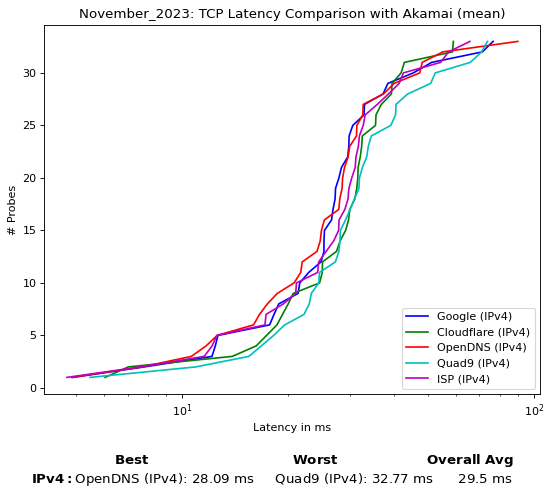 November_2023: TCP Latency Comparison with Akamai (mean)
# Probes
30
25
20
15
10
5
0
Google (IPv4)
Cloudflare (IPv4)
OpenDNS (IPv4)
Quad9 (IPv4)
ISP (IPv4)
10¹ 10²
Latency in ms
Best Worst Overall Avg
IPv4: OpenDNS (IPv4): 28.09 ms Quad9 (IPv4): 32.77 ms 29.5 ms